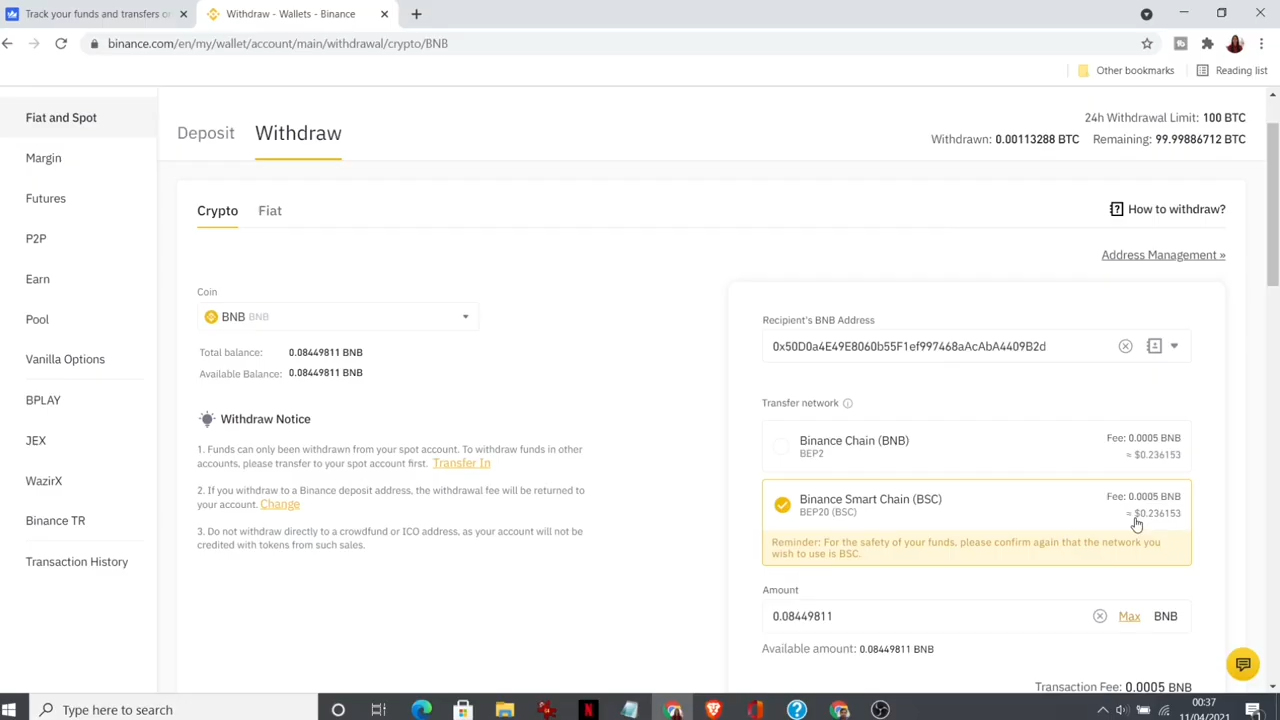 Track your funds and transfers or
Withdraw - Wallets - Binance
binance.com/en/my/wallet/account/main/withdrawal/crypto/BNB
Other bookmarks
Reading list
Fiat and Spot
Margin
Futures
P2P
Earn
Pool
Vanilla Options
BPLAY
JEX
WazirX
Binance TR
Transaction History
Deposit
Withdraw
24h Withdrawal Limit: 100 BTC
Withdrawn: 0.00113288 BTC Remaining: 99.99886712 BTC
Crypto
Fiat
How to withdraw?
Address Management »
Coin
BNB BNB
Total balance: 0.08449811 BNB
Available Balance: 0.08449811 BNB
Withdraw Notice
1. Funds can only been withdrawn from your spot account. To withdraw funds in other
accounts, please transfer to your spot account first. Transfer In
2. If you withdraw to a Binance deposit address, the withdrawal fee will be returned to
your account. Change
3. Do not withdraw directly to a crowdfund or ICO address, as your account will not be
credited with tokens from such sales.
Recipient's BNB Address
0x50D0a4E49E8060b55F1ef997468aAcAbA4409B2d
Transfer network
Binance Chain (BNB)
BEP2
Fee: 0.0005 BNB
≈ $0.236153
Binance Smart Chain (BSC)
BEP20 (BSC)
Fee: 0.0005 BNB
≈ $0.236153
Reminder: For the safety of your funds, please confirm again that the network you
wish to use is BSC.
Amount
0.08449811
Max
BNB
Available amount: 0.08449811 BNB
Transaction Fee: 0.0005 BNB
Type here to search
00:37
11/04/2021